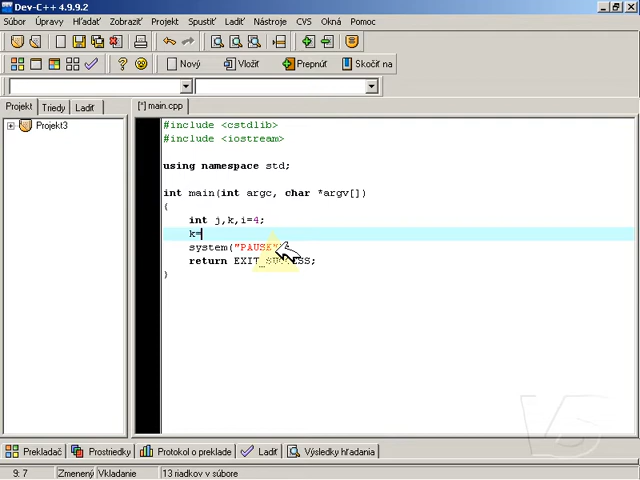 Dev-C++ 4.9.9.2
Súbor Úpravy Hľadať Zobraziť Projekt Spustiť Ladiť Nástroje CVS Okná Pomoc
Nový Vložiť Prepnúť Skočiť na
Projekt Triedy Ladiť [*] main.cpp
Projekt3
#include <cstdlib>
#include <iostream>
using namespace std;
int main(int argc, char *argv[])
{
int j,k,i=4;
k=
system("PAUSE"
return EXIT_SUCCESS;
}
VS
Prekladač Prostriedky Protokol o preklade Ladiť Výsledky hľadania
9: 7 Zmenený Vkladanie 13 riadkov v súbore